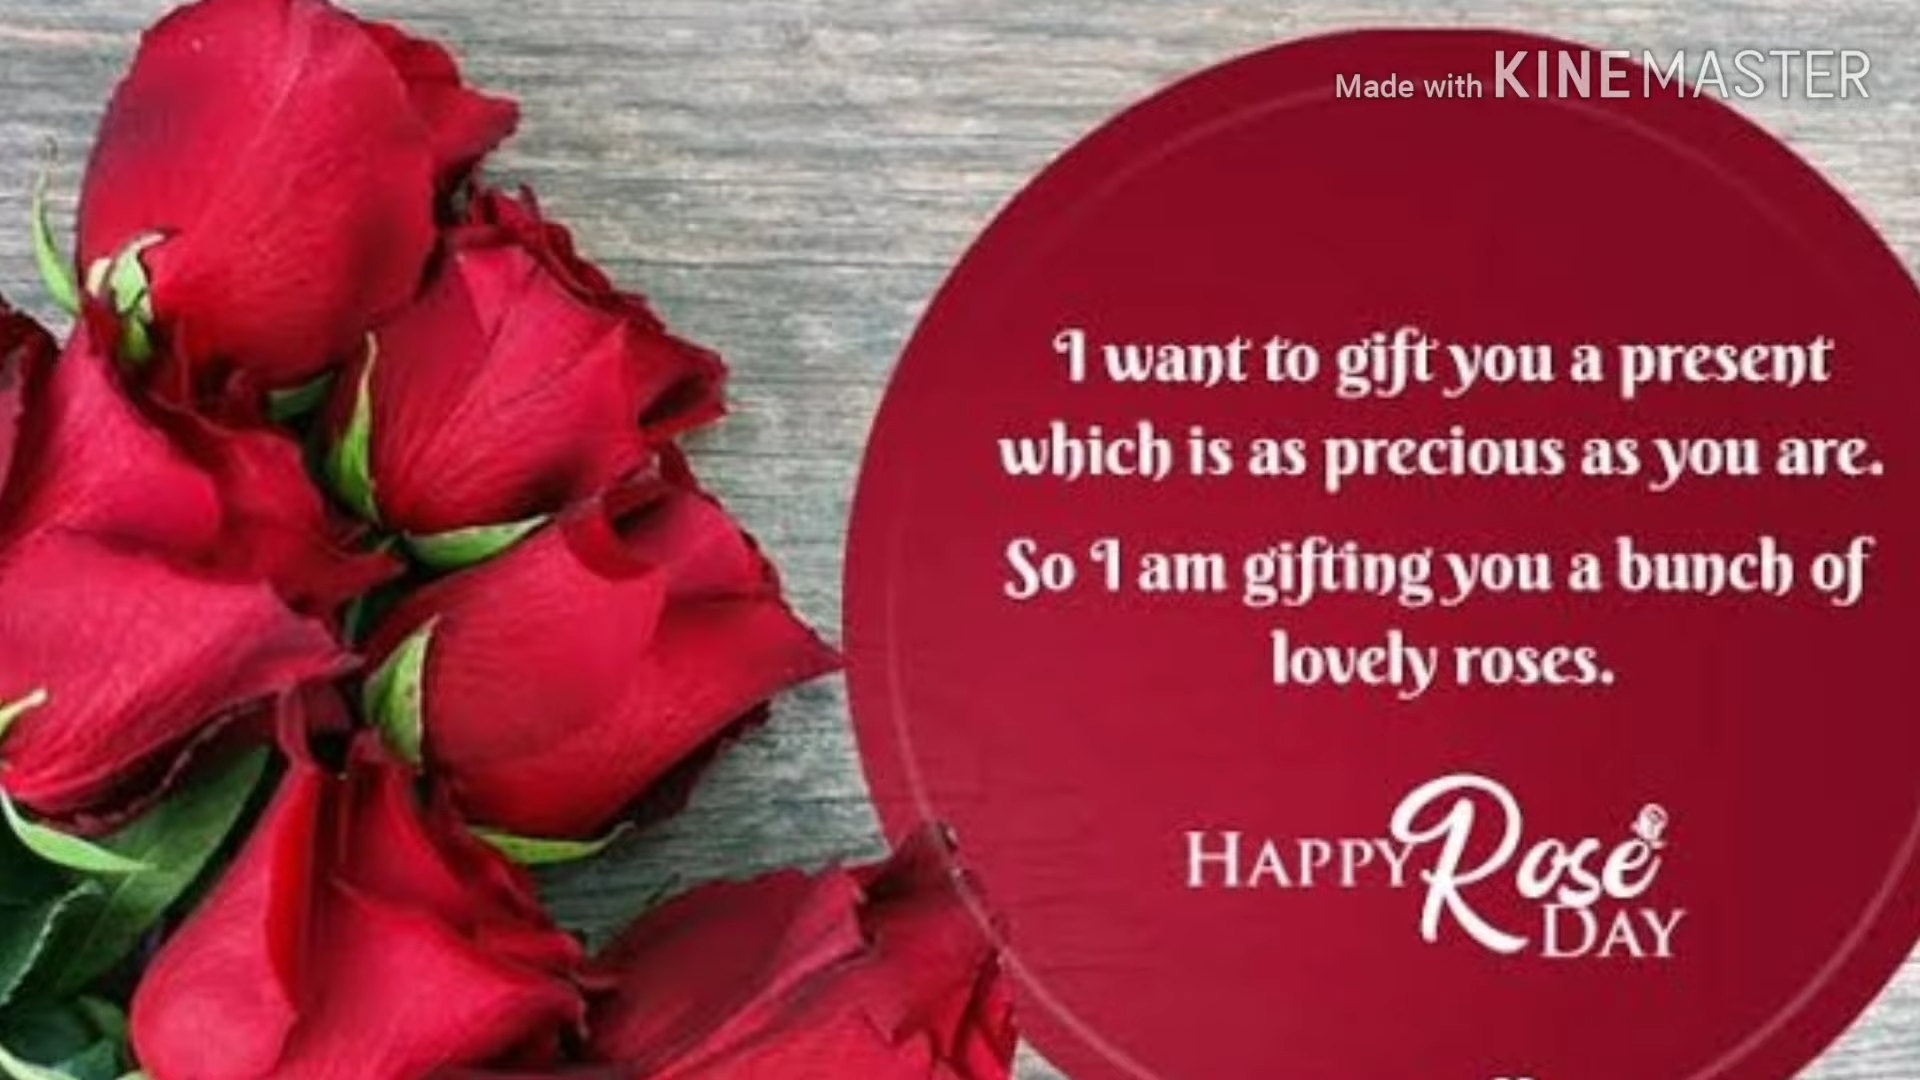 Made with KINEMASTER
I want to gift you a present
which is as precious as you are.
So I am gifting you a bunch of
lovely roses.
HAPPY Rose
DAY